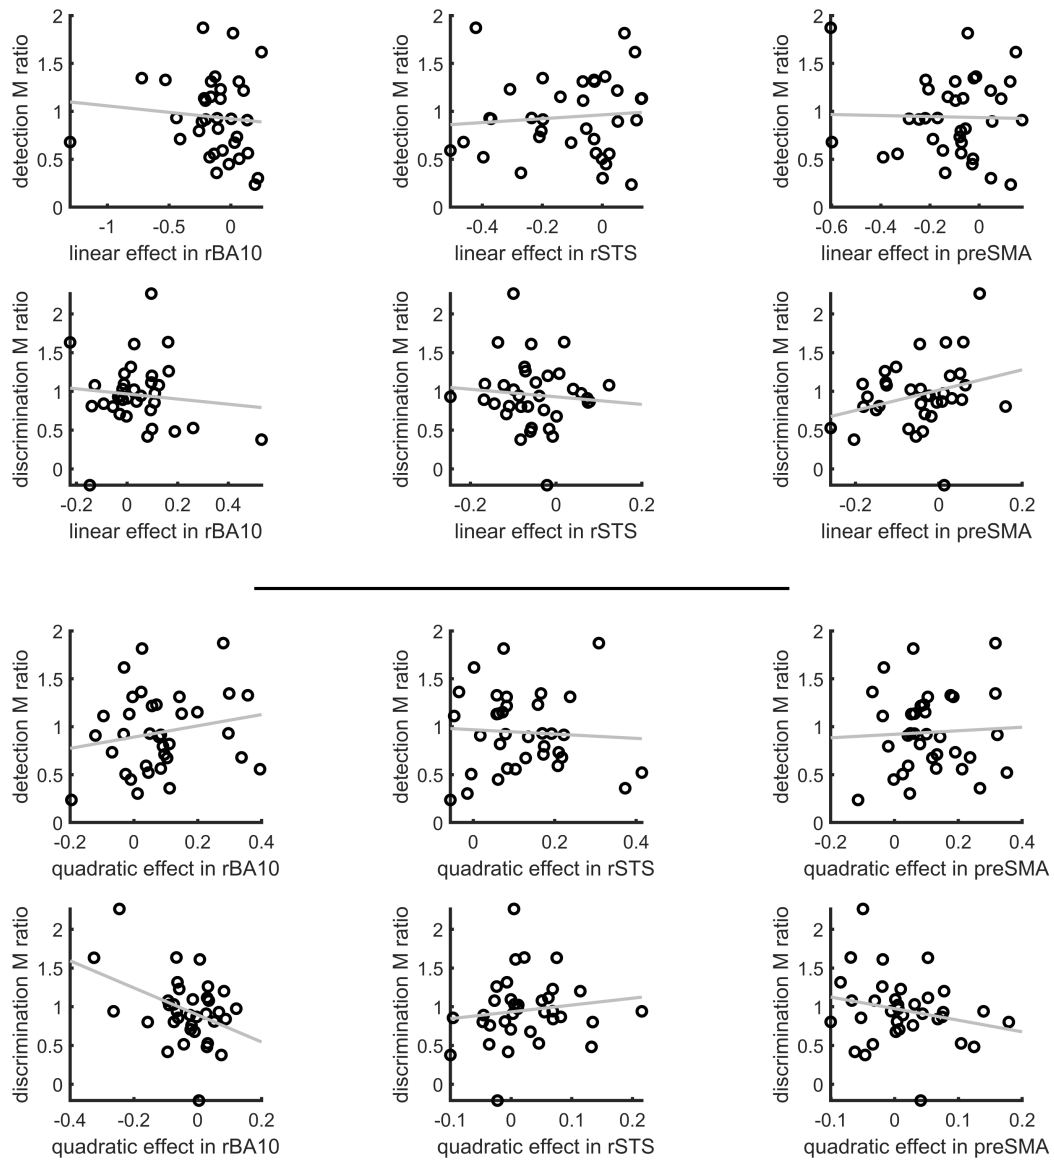 2 2 2
1.5 1.5 1.5
1 1 1
0.5 0.5 0.5
0 0 0
detection M ratio detection M ratio detection M ratio
-1 -0.5 0 -0.4 -0.2 0 -0.6 -0.4 -0.2 0
linear effect in rBA10 linear effect in rSTS linear effect in preSMA
2 2 2
1.5 1.5 1.5
1 1 1
0.5 0.5 0.5
0 0 0
discrimination M ratio discrimination M ratio discrimination M ratio
-0.2 0 0.2 0.4 -0.2 0 0.2 -0.2 0 0.2
linear effect in rBA10 linear effect in rSTS linear effect in preSMA
2 2 2
1.5 1.5 1.5
1 1 1
0.5 0.5 0.5
0 0 0
detection M ratio detection M ratio detection M ratio
-0.2 0 0.2 0.4 0 0.2 0.4 -0.2 0 0.2 0.4
quadratic effect in rBA10 quadratic effect in rSTS quadratic effect in preSMA
2 2 2
1.5 1.5 1.5
1 1 1
0.5 0.5 0.5
0 0 0
discrimination M ratio discrimination M ratio discrimination M ratio
-0.4 -0.2 0 0.2 -0.1 0 0.1 0.2 -0.1 0 0.1 0.2
quadratic effect in rBA10 quadratic effect in rSTS quadratic effect in preSMA